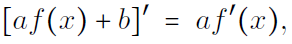 [af(x) + b]′ = af′(x),